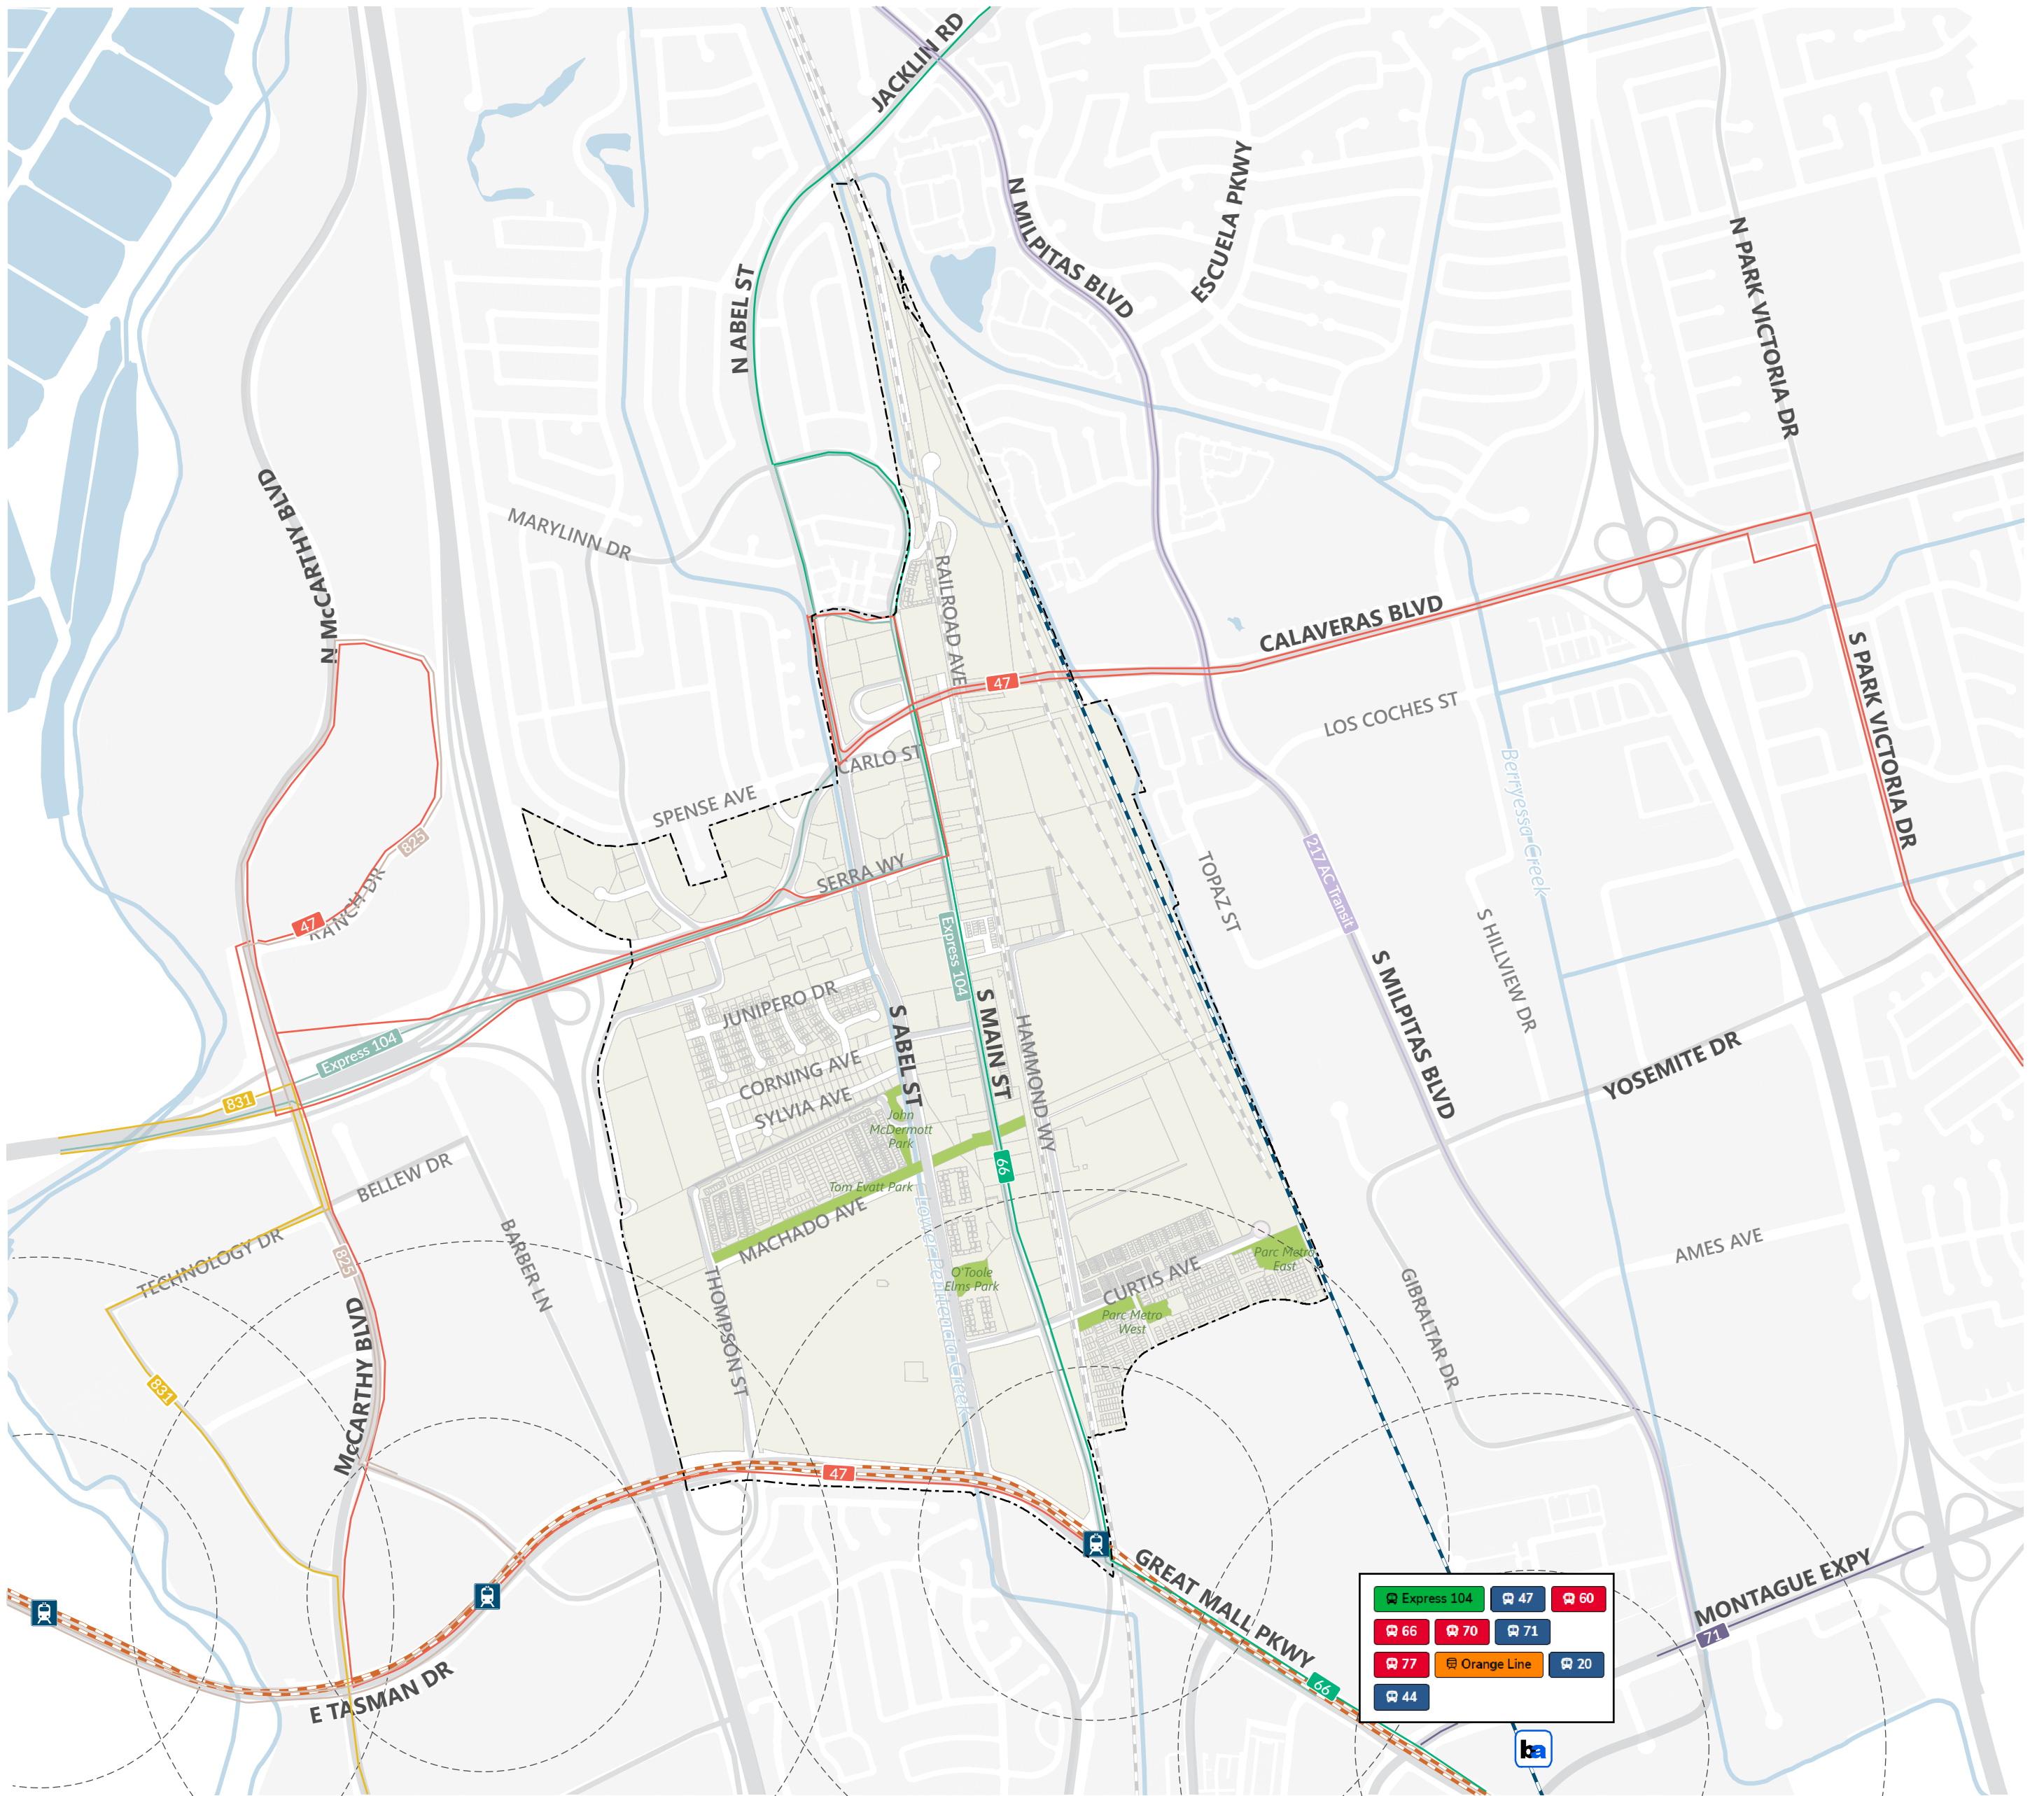 JACKLIN RD
N MILPITAS BLVD
ESCUELA PKWY
N PARK VICTORIA DR
N ABEL ST
N McCARTHY BLVD
MARYLINN DR
RAILROAD AVE
CALAVERAS BLVD
47
LOS COCHES ST
S PARK VICTORIA DR
CARLO ST
SPENSE AVE
Berryessa Creek
825
SERRA WY
217 AC Transit
TOPAZ ST
47
RANCH DR
Express 104
S HILLVIEW DR
S MILPITAS BLVD
JUNIPERO DR
S ABEL ST
S MAIN ST
HAMMOND WY
Express 104
CORNING AVE
YOSEMITE DR
831
SYLVIA AVE
John
McDermott
Park
BELLEW DR
66
Tom Evatt Park
MACHADO AVE
Lower Penitencia Creek
TECHNOLOGY DR
825
BARBER LN
AMES AVE
Parc Metro
East
O'Toole
Elms Park
CURTIS AVE
Parc Metro
West
THOMPSON ST
GIBRALTAR DR
McCARTHY BLVD
831
47
GREAT MALL PKWY
MONTAGUE EXPY
71
E TASMAN DR
66
Express 104
47
60
66
70
71
77
Orange Line
20
44
ba